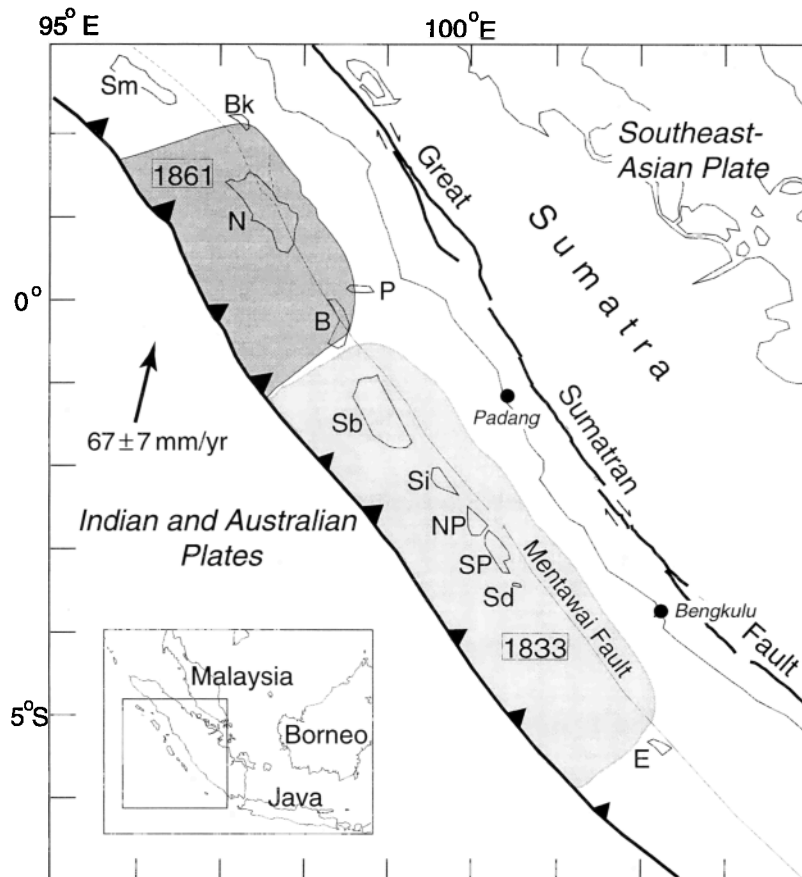 95° E
100°E
Sm
Bk
Southeast-
Asian Plate
1861
Great
N
Sumatra
P
0°
B
67±7 mm/yr
Padang
Sb
Sumatran
Si
Indian and Australian
Plates
NP
SP
Mentawai Fault
Sd
Bengkulu
1833
Fault
Malaysia
5°S
Borneo
E
Java